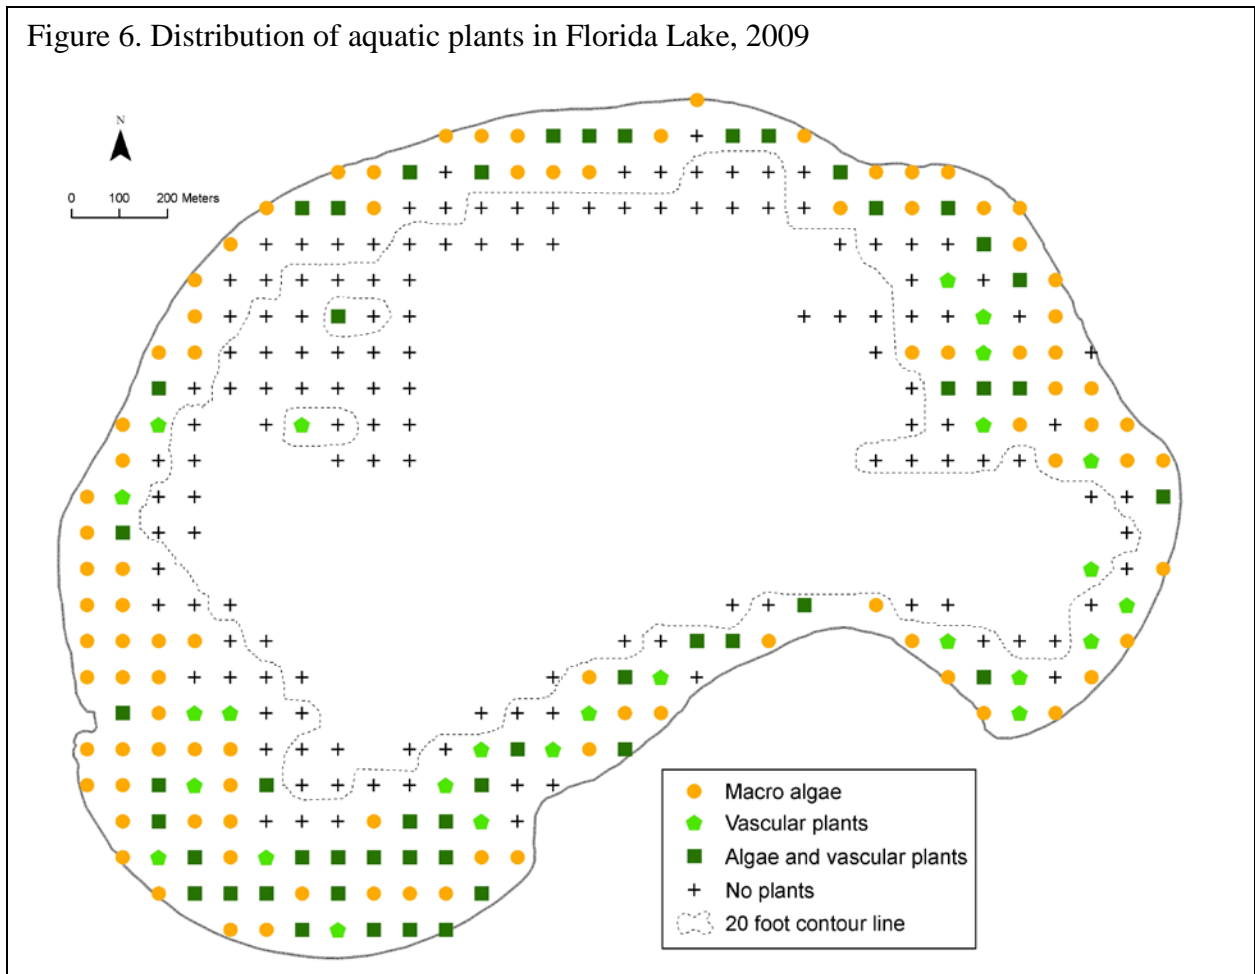 Figure 6. Distribution of aquatic plants in Florida Lake, 2009
N
0 100 200 Meters
Macro algae
Vascular plants
Algae and vascular plants
No plants
20 foot contour line